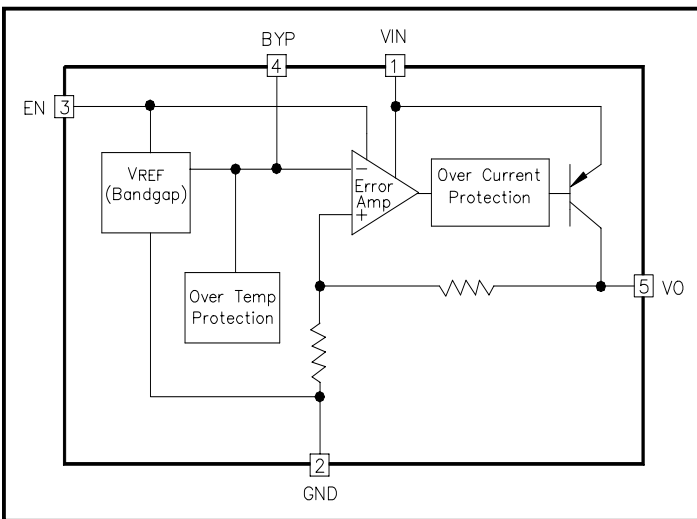 BYP
VIN
4
1
EN
3
VREF
(Bandgap)
−
Error
Amp
+
Over Current
Protection
Over Temp
Protection
5
VO
2
GND